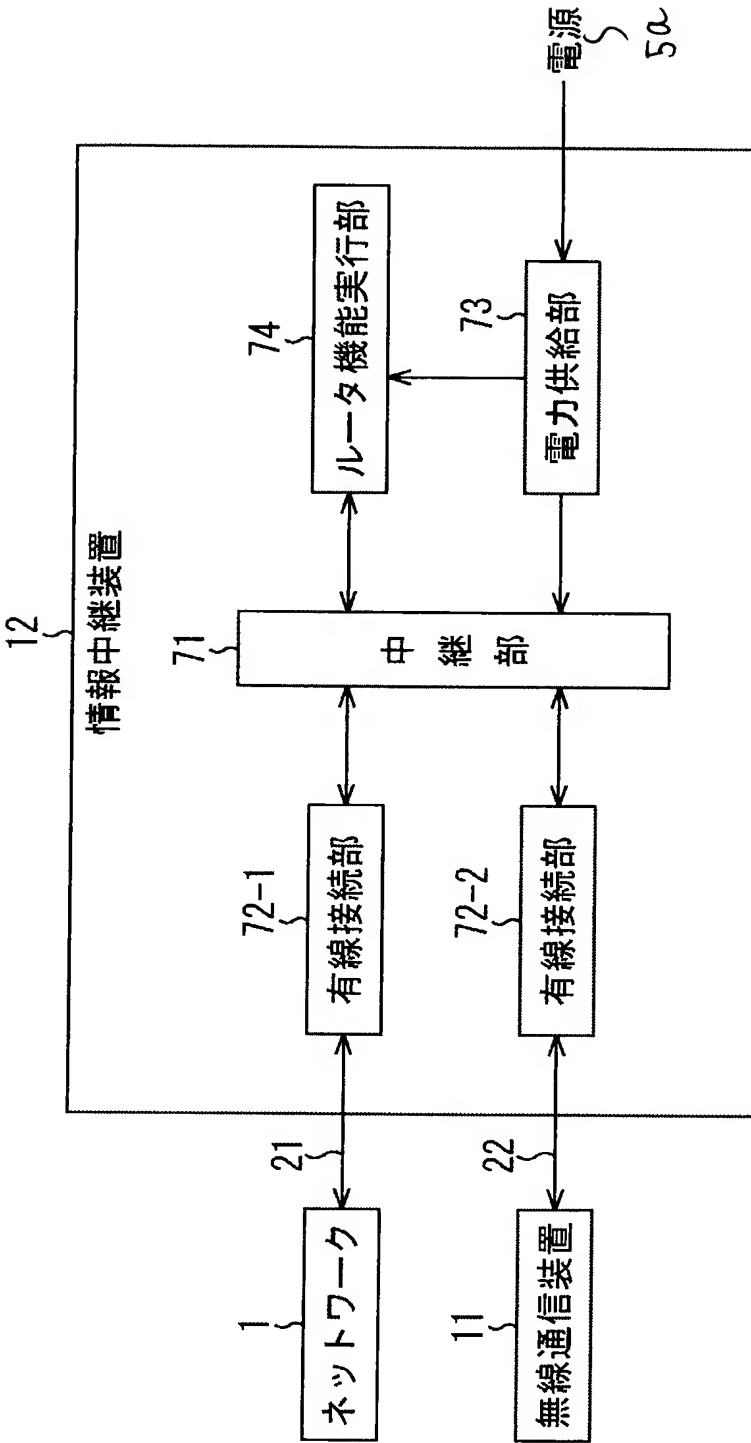 12
情報中継装置
1
ネットワーク
21
72-1
有線接続部
71
中継部
74
ルータ機能実行部
11
無線通信装置
22
72-2
有線接続部
73
電力供給部
電源
5a